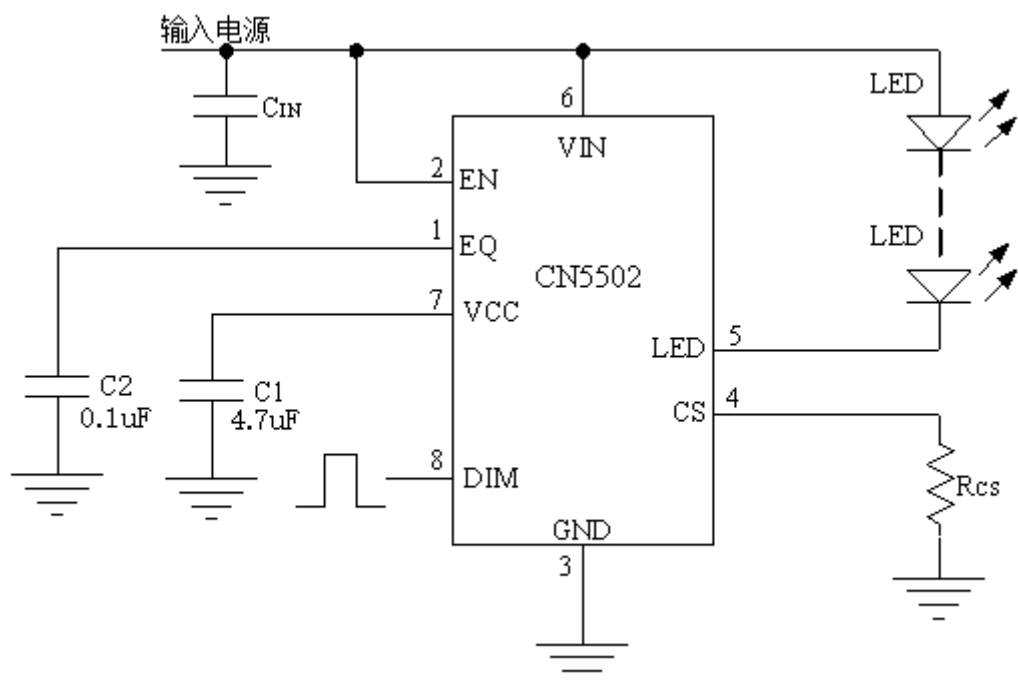 输入电源
CIN
LED
6
VIN
2
EN
1
EQ
LED
CN5502
7
VCC
5
LED
C2
0.1uF
C1
4.7uF
4
CS
8
DIM
Rcs
GND
3